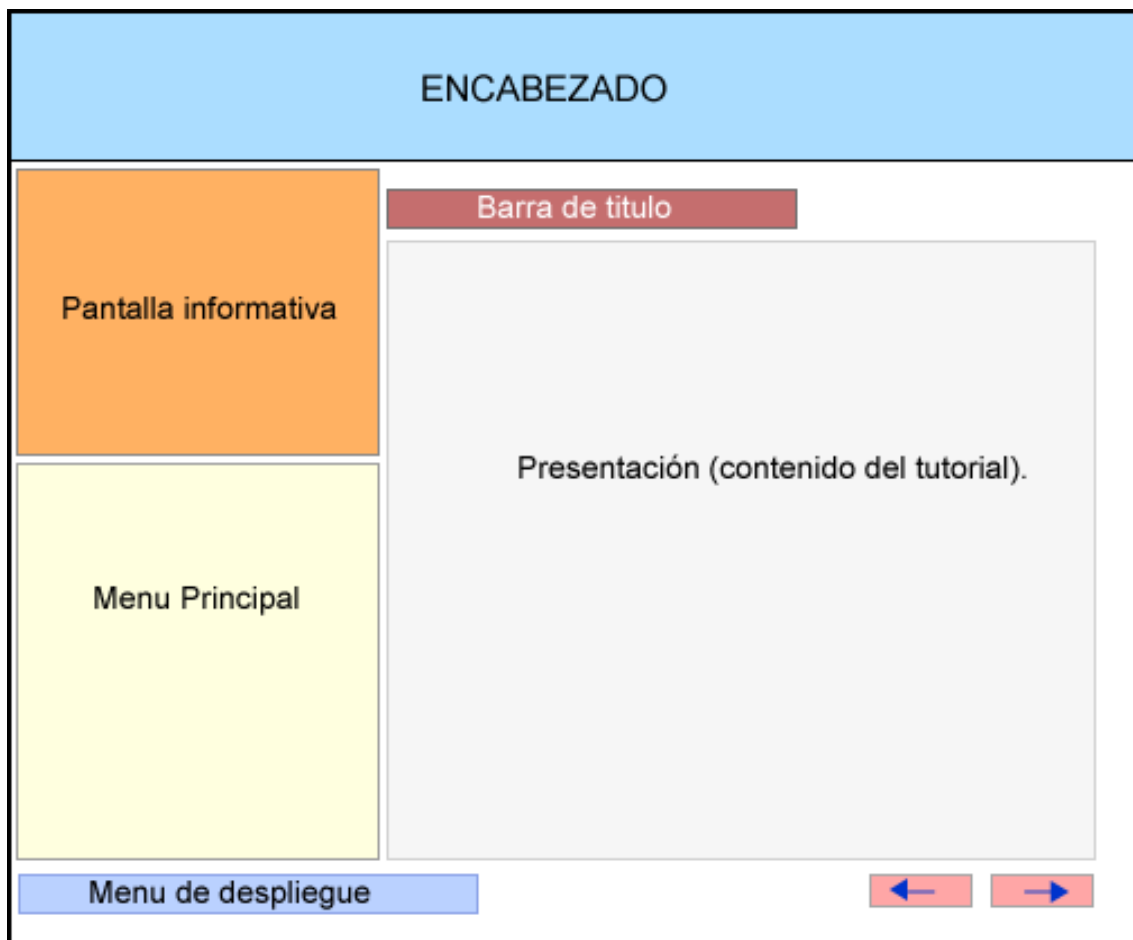 ENCABEZADO
Barra de titulo
Pantalla informativa
Presentación (contenido del tutorial).
Menu Principal
Menu de despliegue